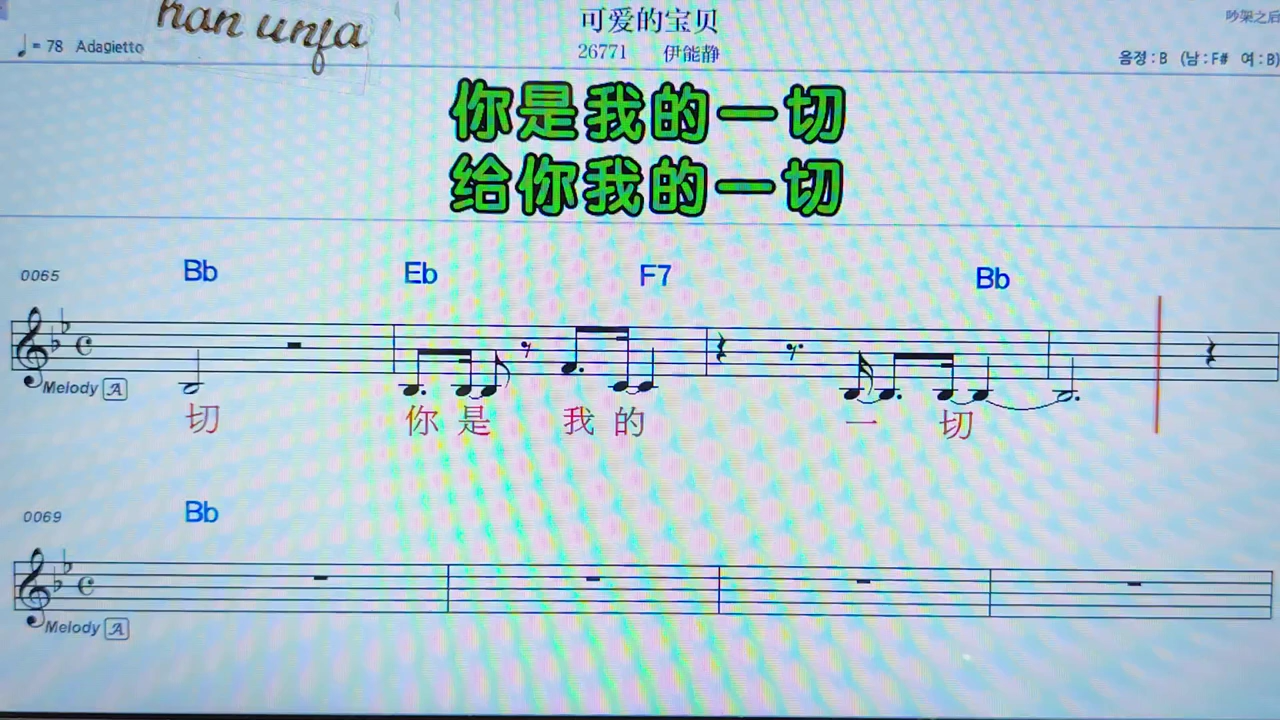 han unfa
可爱的宝贝
吵架之后
♩= 78 Adagietto
26771 伊能静
음정 : B (남 : F# 여 : B)
你是我的一切
给你我的一切
0065 Bb Eb F7 Bb
Melody A
切 你 是 我 的 一 切
0069 Bb
Melody A